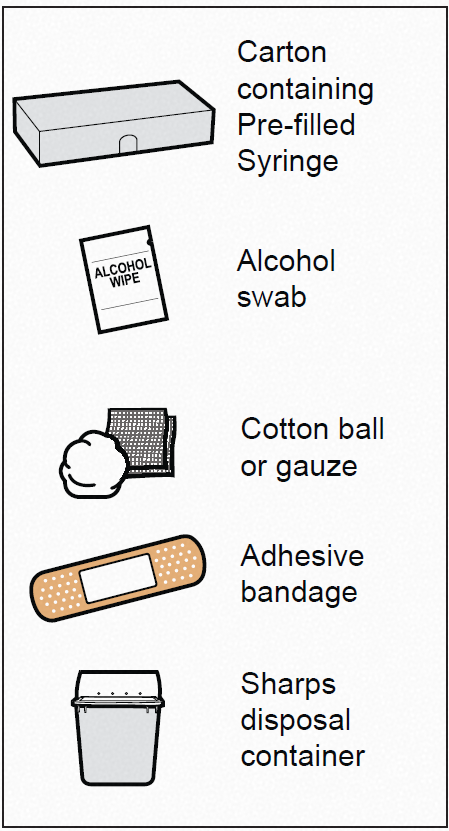 Carton
containing
Pre-filled
Syringe
ALCOHOL
WIPE
Alcohol
swab
Cotton ball
or gauze
Adhesive
bandage
Sharps
disposal
container